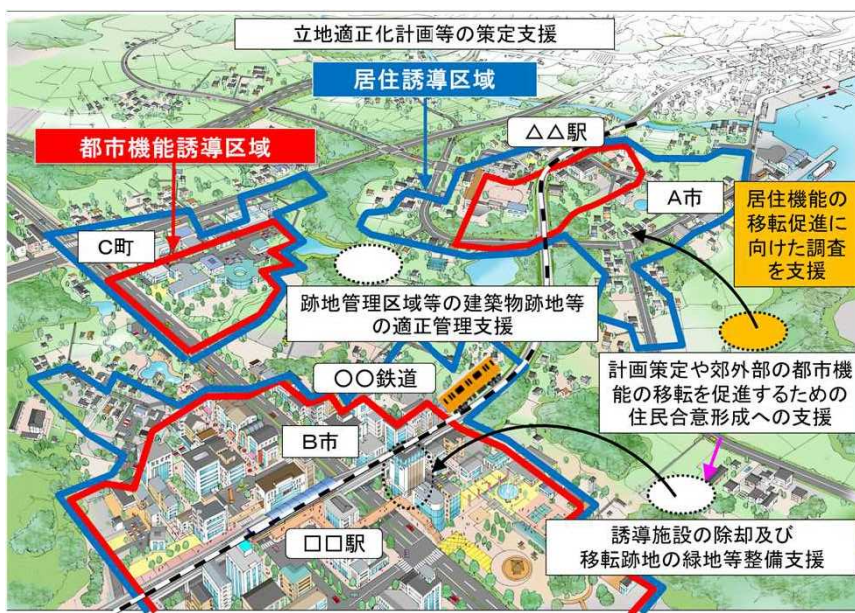 立地適正化計画等の策定支援
居住誘導区域
都市機能誘導区域
△△駅
A市
居住機能の
移転促進に
向けた調査
を支援
C町
跡地管理区域等の建築物跡地等
の適正管理支援
計画策定や郊外部の都市機
能の移転を促進するための
住民合意形成への支援
〇〇鉄道
B市
誘導施設の除却及び
移転跡地の緑地等整備支援
□□駅